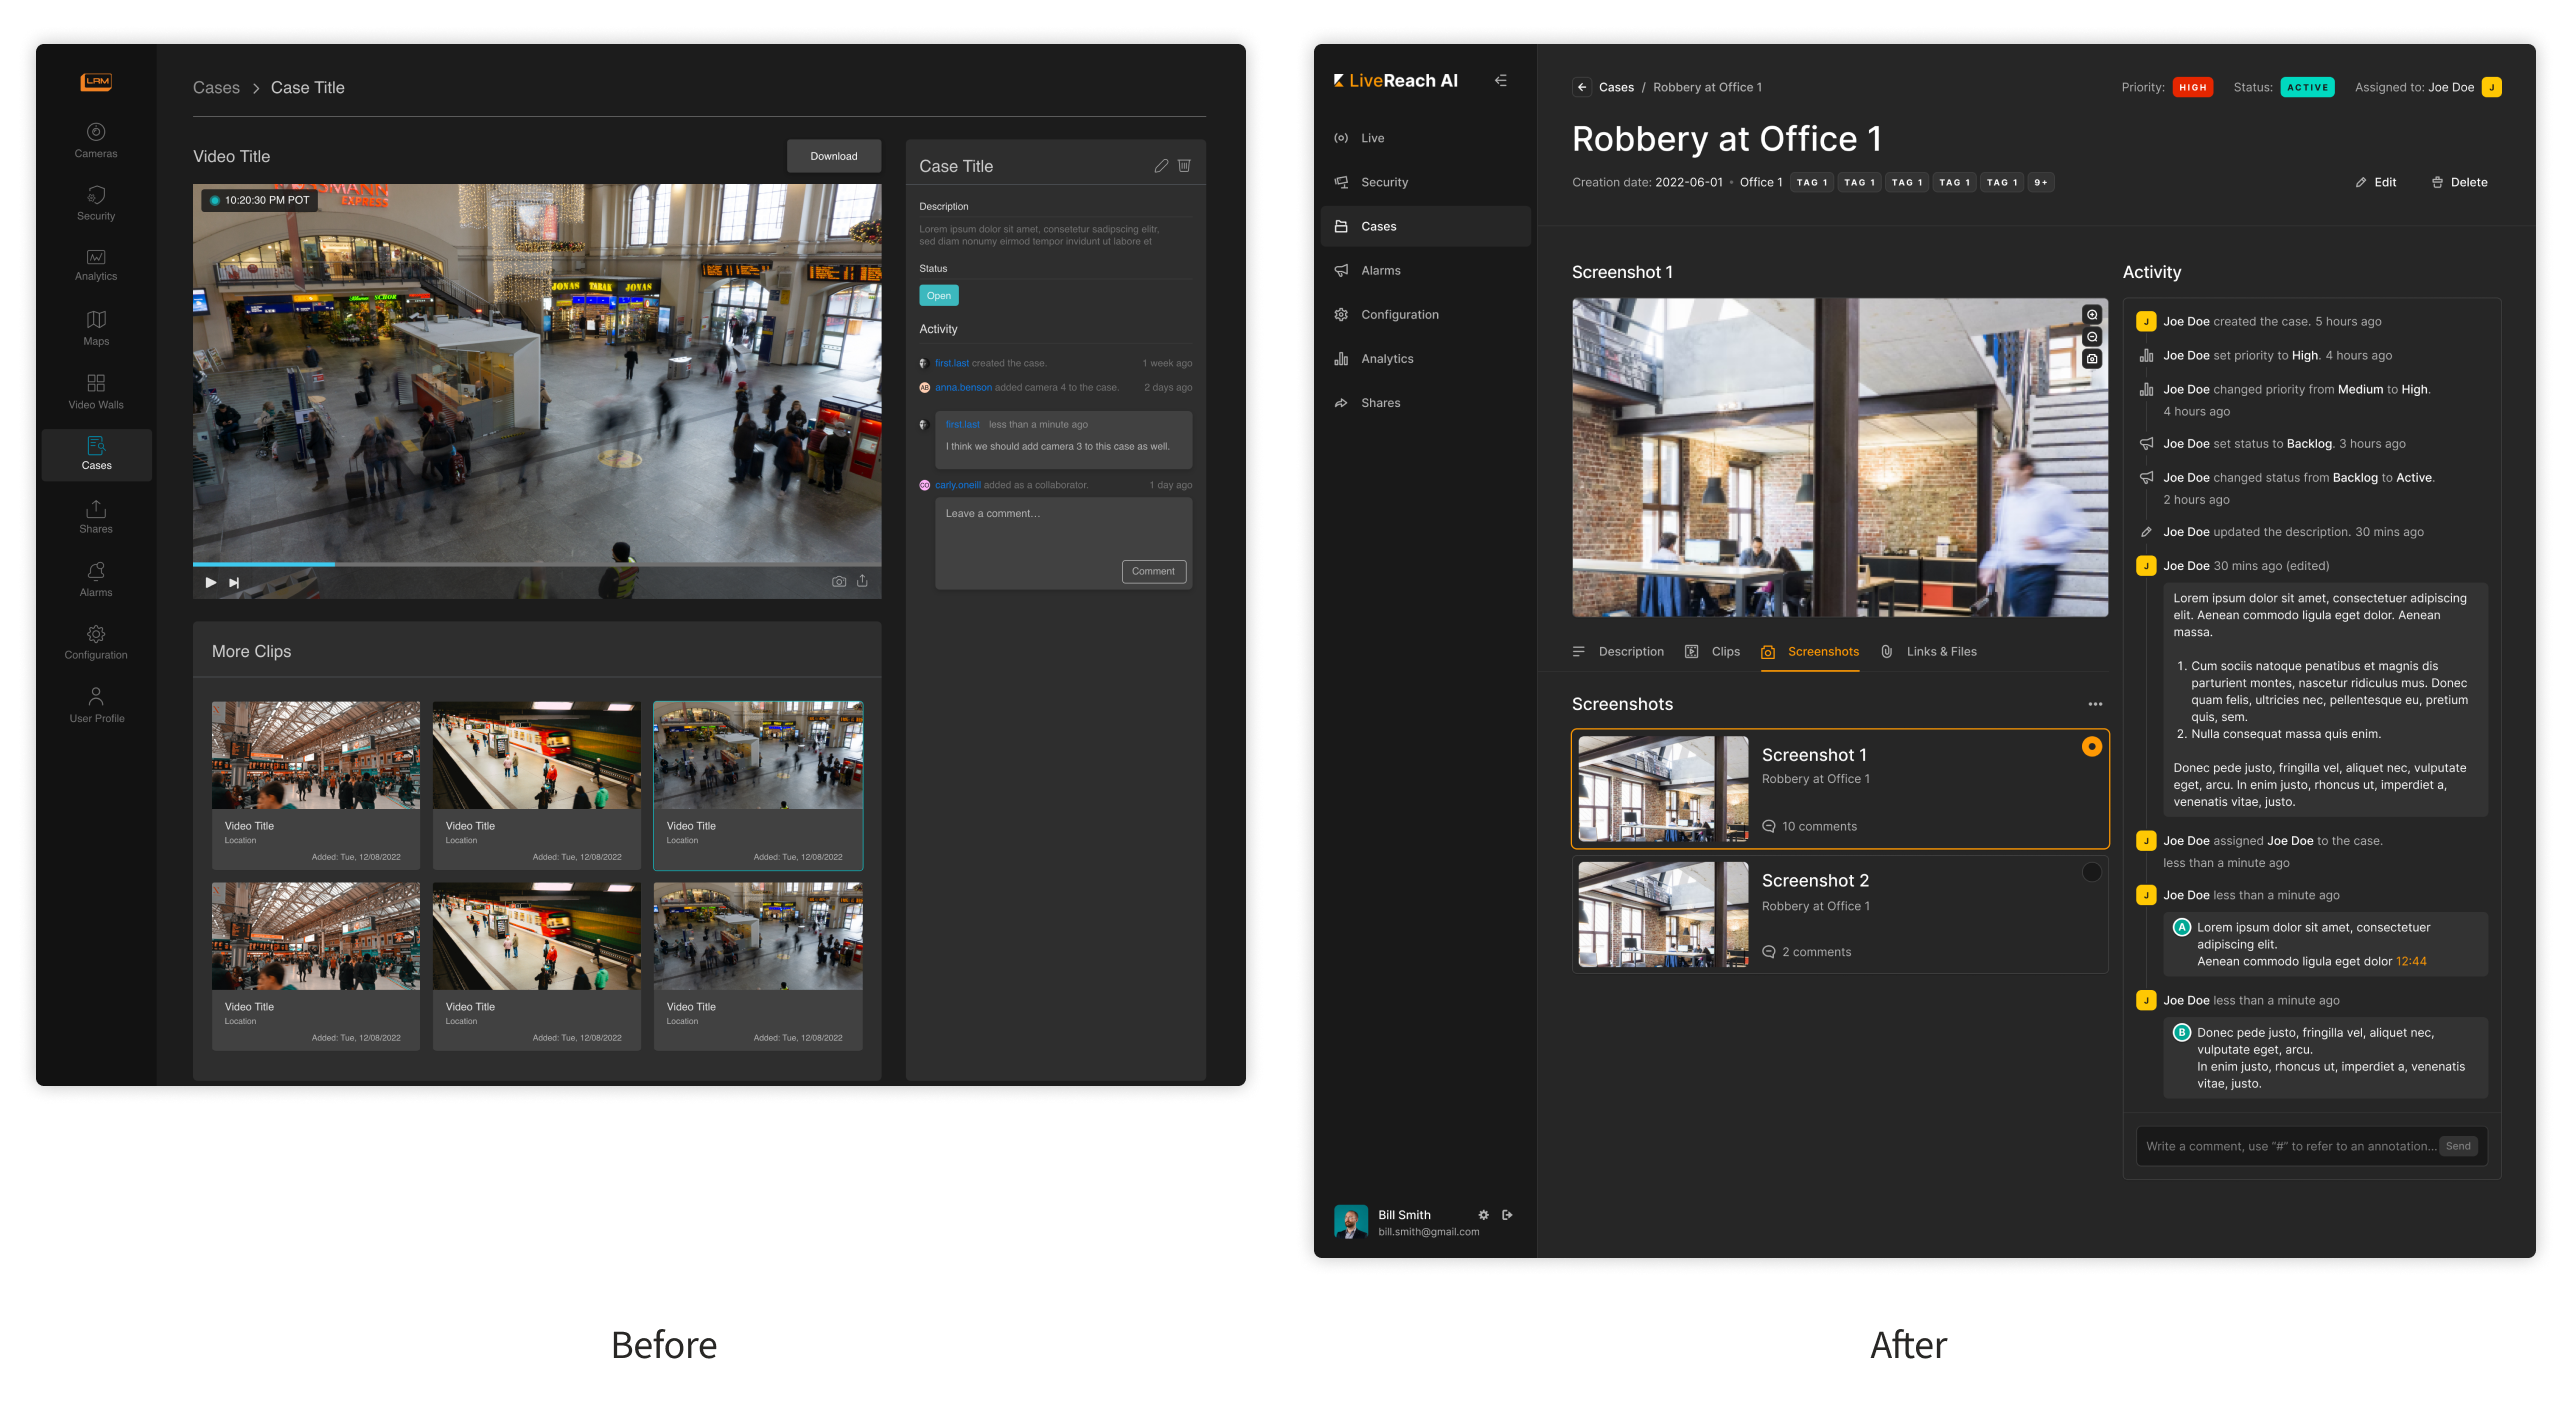 LRM
Cameras
Security
Analytics
Maps
Video Walls
Cases
Shares
Alarms
Configuration
User Profile
Cases > Case Title
Video Title
Download
10:20:30 PM POT
EXPRESS
JONAS TABAK JONAS
More Clips
Video Title
Location
Added: Tue, 12/08/2022
Video Title
Location
Added: Tue, 12/08/2022
Video Title
Location
Added: Tue, 12/08/2022
Video Title
Location
Added: Tue, 12/08/2022
Video Title
Location
Added: Tue, 12/08/2022
Video Title
Location
Added: Tue, 12/08/2022
Case Title
Description
Lorem ipsum dolor sit amet, consetetur sadipscing elitr,
sed diam nonumy eirmod tempor invidunt ut labore et
Status
Open
Activity
first.last created the case. 1 week ago
AB anna.benson added camera 4 to the case. 2 days ago
first.last less than a minute ago
I think we should add camera 3 to this case as well.
CO carly.oneill added as a collaborator. 1 day ago
Leave a comment...
Comment
Before
LiveReach AI
Live
Security
Cases
Alarms
Configuration
Analytics
Shares
Bill Smith
bill.smith@gmail.com
Cases / Robbery at Office 1
Priority: HIGH Status: ACTIVE Assigned to: Joe Doe J
Robbery at Office 1
Creation date: 2022-06-01 • Office 1 TAG 1 TAG 1 TAG 1 TAG 1 TAG 1 9+
Edit Delete
Screenshot 1
Description Clips Screenshots Links & Files
Screenshots
Screenshot 1
Robbery at Office 1
10 comments
Screenshot 2
Robbery at Office 1
2 comments
Activity
J Joe Doe created the case. 5 hours ago
Joe Doe set priority to High. 4 hours ago
Joe Doe changed priority from Medium to High.
4 hours ago
Joe Doe set status to Backlog. 3 hours ago
Joe Doe changed status from Backlog to Active.
2 hours ago
Joe Doe updated the description. 30 mins ago
J Joe Doe 30 mins ago (edited)
Lorem ipsum dolor sit amet, consectetuer adipiscing
elit. Aenean commodo ligula eget dolor. Aenean
massa.
1. Cum sociis natoque penatibus et magnis dis
parturient montes, nascetur ridiculus mus. Donec
quam felis, ultricies nec, pellentesque eu, pretium
quis, sem.
2. Nulla consequat massa quis enim.
Donec pede justo, fringilla vel, aliquet nec, vulputate
eget, arcu. In enim justo, rhoncus ut, imperdiet a,
venenatis vitae, justo.
J Joe Doe assigned Joe Doe to the case.
less than a minute ago
J Joe Doe less than a minute ago
A Lorem ipsum dolor sit amet, consectetuer
adipiscing elit.
Aenean commodo ligula eget dolor 12:44
J Joe Doe less than a minute ago
B Donec pede justo, fringilla vel, aliquet nec,
vulputate eget, arcu.
In enim justo, rhoncus ut, imperdiet a, venenatis
vitae, justo.
Write a comment, use "#" to refer to an annotation... Send
After